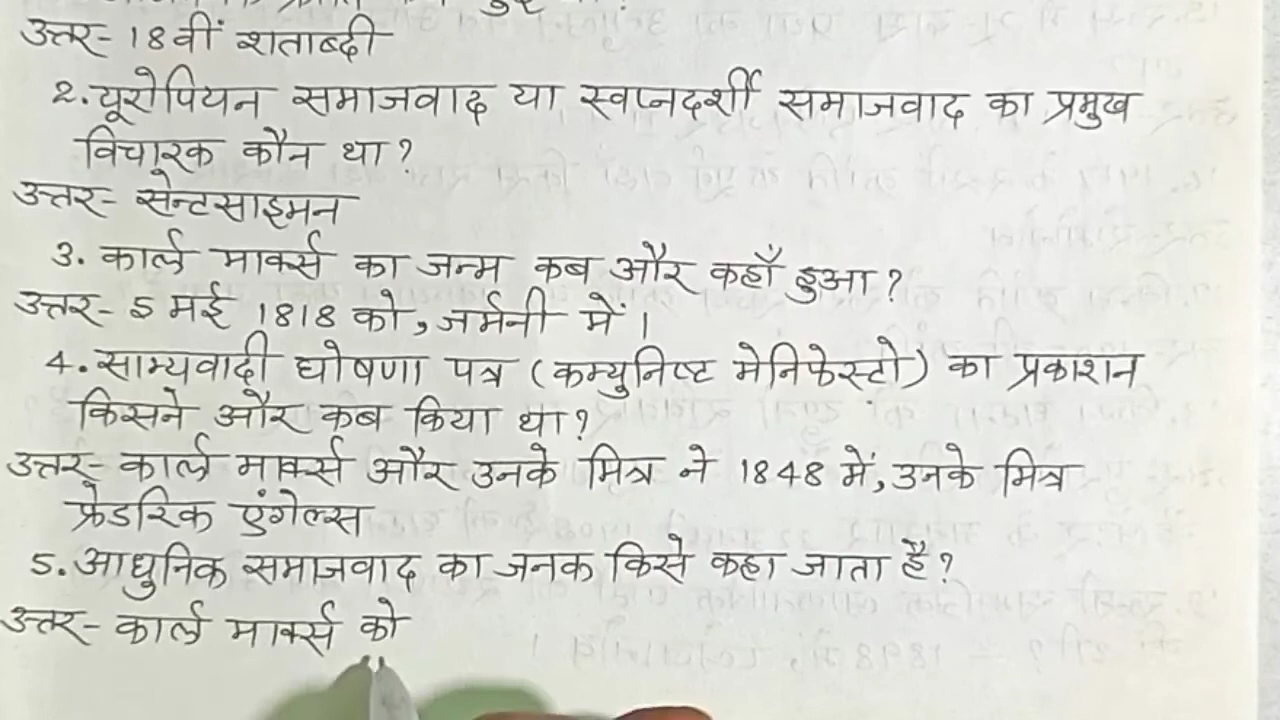 उत्तर- 18वीं शताब्दी
2. यूरोपियन समाजवाद या स्वप्नदर्शी समाजवाद का प्रमुख
विचारक कौन था?
उत्तर- सेन्टसाइमन
3. कार्ल मार्क्स का जन्म कब और कहाँ हुआ?
उत्तर- 5 मई 1818 को, जर्मनी में।
4. साम्यवादी घोषणा पत्र (कम्युनिष्ट मेनिफेस्टो) का प्रकाशन
किसने और कब किया था?
उत्तर- कार्ल मार्क्स और उनके मित्र ने 1848 में, उनके मित्र
फ्रेडरिक एंगेल्स
5. आधुनिक समाजवाद का जनक किसे कहा जाता है?
उत्तर- कार्ल मार्क्स को